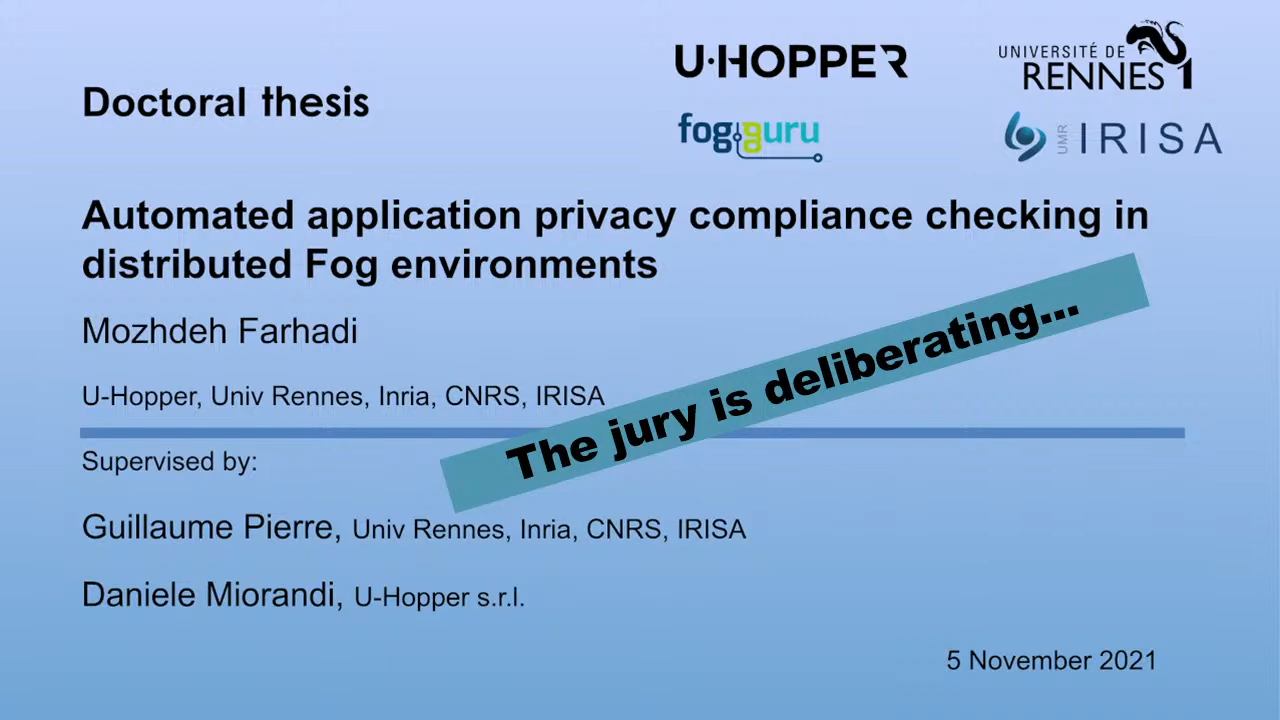 U·HOPPER
UNIVERSITÉ DE
RENNES 1
Doctoral thesis
fogguru
UMR IRISA
Automated application privacy compliance checking in
distributed Fog environments
Mozhdeh Farhadi
The jury is deliberating...
U-Hopper, Univ Rennes, Inria, CNRS, IRISA
Supervised by:
Guillaume Pierre, Univ Rennes, Inria, CNRS, IRISA
Daniele Miorandi, U-Hopper s.r.l.
5 November 2021